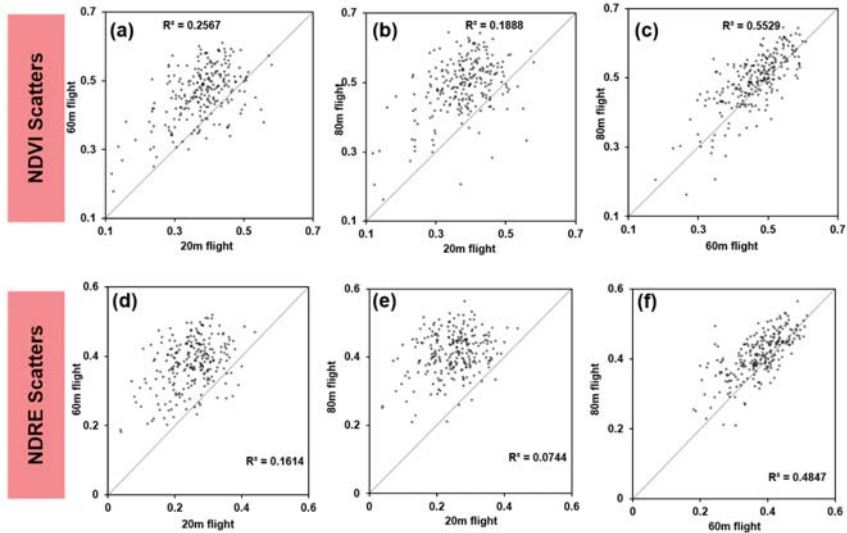 NDVI Scatters
(a)
R² = 0.2567
60m flight
0.7
0.5
0.3
0.1
0.1
0.3
0.5
0.7
20m flight
(b)
R² = 0.1888
80m flight
0.7
0.5
0.3
0.1
0.1
0.3
0.5
0.7
20m flight
(c)
R² = 0.5529
80m flight
0.7
0.5
0.3
0.1
0.1
0.3
0.5
0.7
60m flight
NDRE Scatters
(d)
R² = 0.1614
60m flight
0.6
0.4
0.2
0
0
0.2
0.4
0.6
20m flight
(e)
R² = 0.0744
80m flight
0.6
0.4
0.2
0
0
0.2
0.4
0.6
20m flight
(f)
R² = 0.4847
80m flight
0.6
0.4
0.2
0
0
0.2
0.4
0.6
60m flight